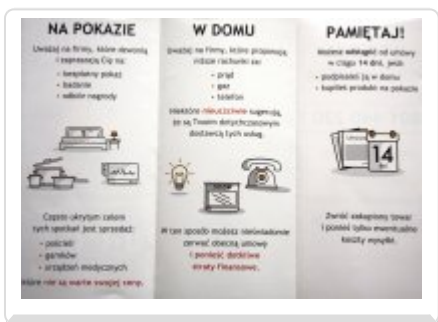 NA POKAZIE
Uważaj na firmy, które dzwonią
i zapraszają Cię na:
- bezpłatny pokaz
- badanie
- odbiór nagrody
Często ukrytym celem
tych spotkań jest sprzedaż:
- pościeli
- garnków
- urządzeń medycznych
które nie są warte swojej ceny.
W DOMU
Uważaj na firmy, które proponują
niższe rachunki za:
- prąd
- gaz
- telefon
Niektóre nieuczciwie sugerują,
że są Twoim dotychczasowym
dostawcą tych usług.
W ten sposób możesz nieświadomie
zerwać obecną umowę
i ponieść dotkliwe
straty finansowe.
PAMIĘTAJ!
Możesz odstąpić od umowy
w ciągu 14 dni, jeśli
- podpisałeś ją w domu
- kupiłeś produkt na pokazie
14
Zwróć zakupiony towar
i ponieś tylko ewentualne
koszty wysyłki.